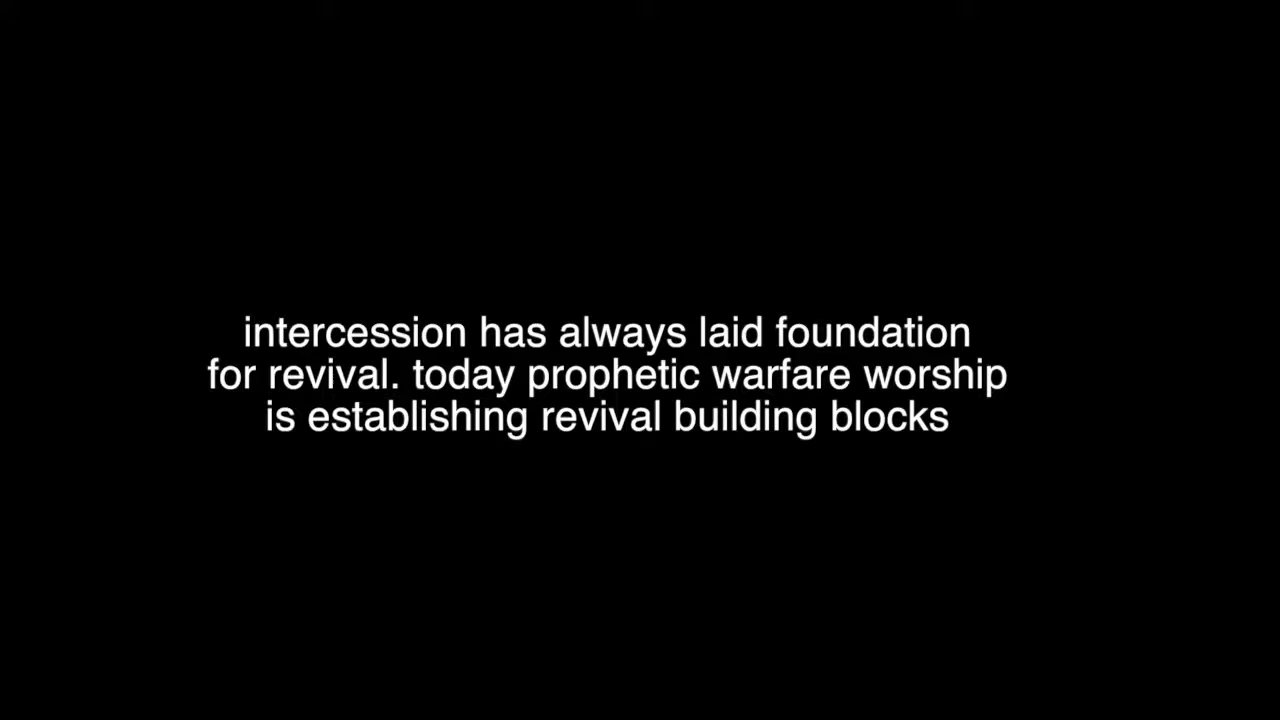 intercession has always laid foundation
for revival. today prophetic warfare worship
is establishing revival building blocks